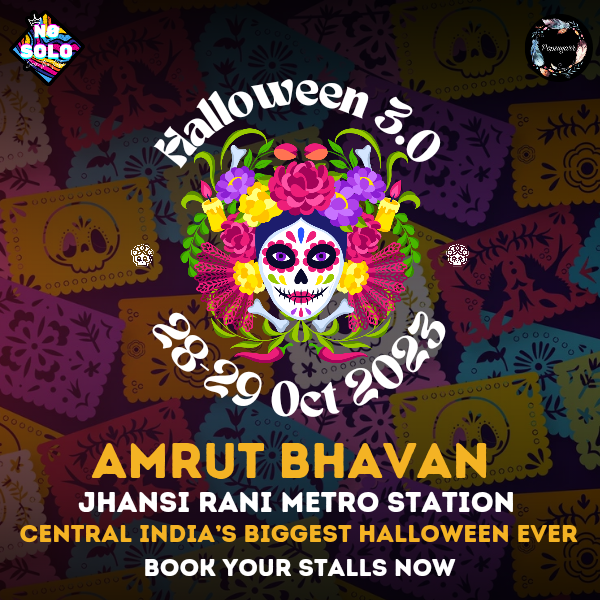 NO
SOLO
Halloween 3.0
28-29 Oct 2023
AMRUT BHAVAN
JHANSI RANI METRO STATION
CENTRAL INDIA'S BIGGEST HALLOWEEN EVER
BOOK YOUR STALLS NOW